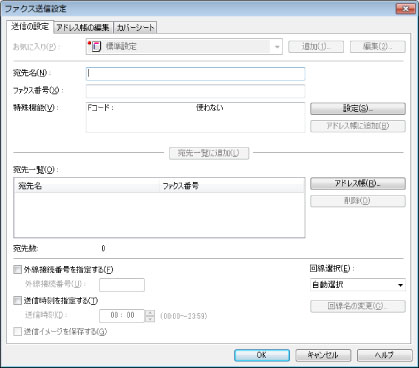 ファクス送信設定
送信の設定 アドレス帳の編集 カバーシート
お気に入り(P): 標準設定 追加(1)... 編集(2)...
宛先名(N):
ファクス番号(X):
特殊機能(V): Fコード: 使わない 設定(S)...
アドレス帳に追加(B)
宛先一覧に追加(L)
宛先一覧(O):
宛先名 ファクス番号 アドレス帳(R)...
削除(D)
宛先数: 0
外線接続番号を指定する(F) 回線選択(E):
外線接続番号(U): 自動選択
送信時刻を指定する(T) 回線名の変更(C)...
送信時刻(I): 00 : 00 (00:00~23:59)
送信イメージを保存する(G)
OK キャンセル ヘルプ